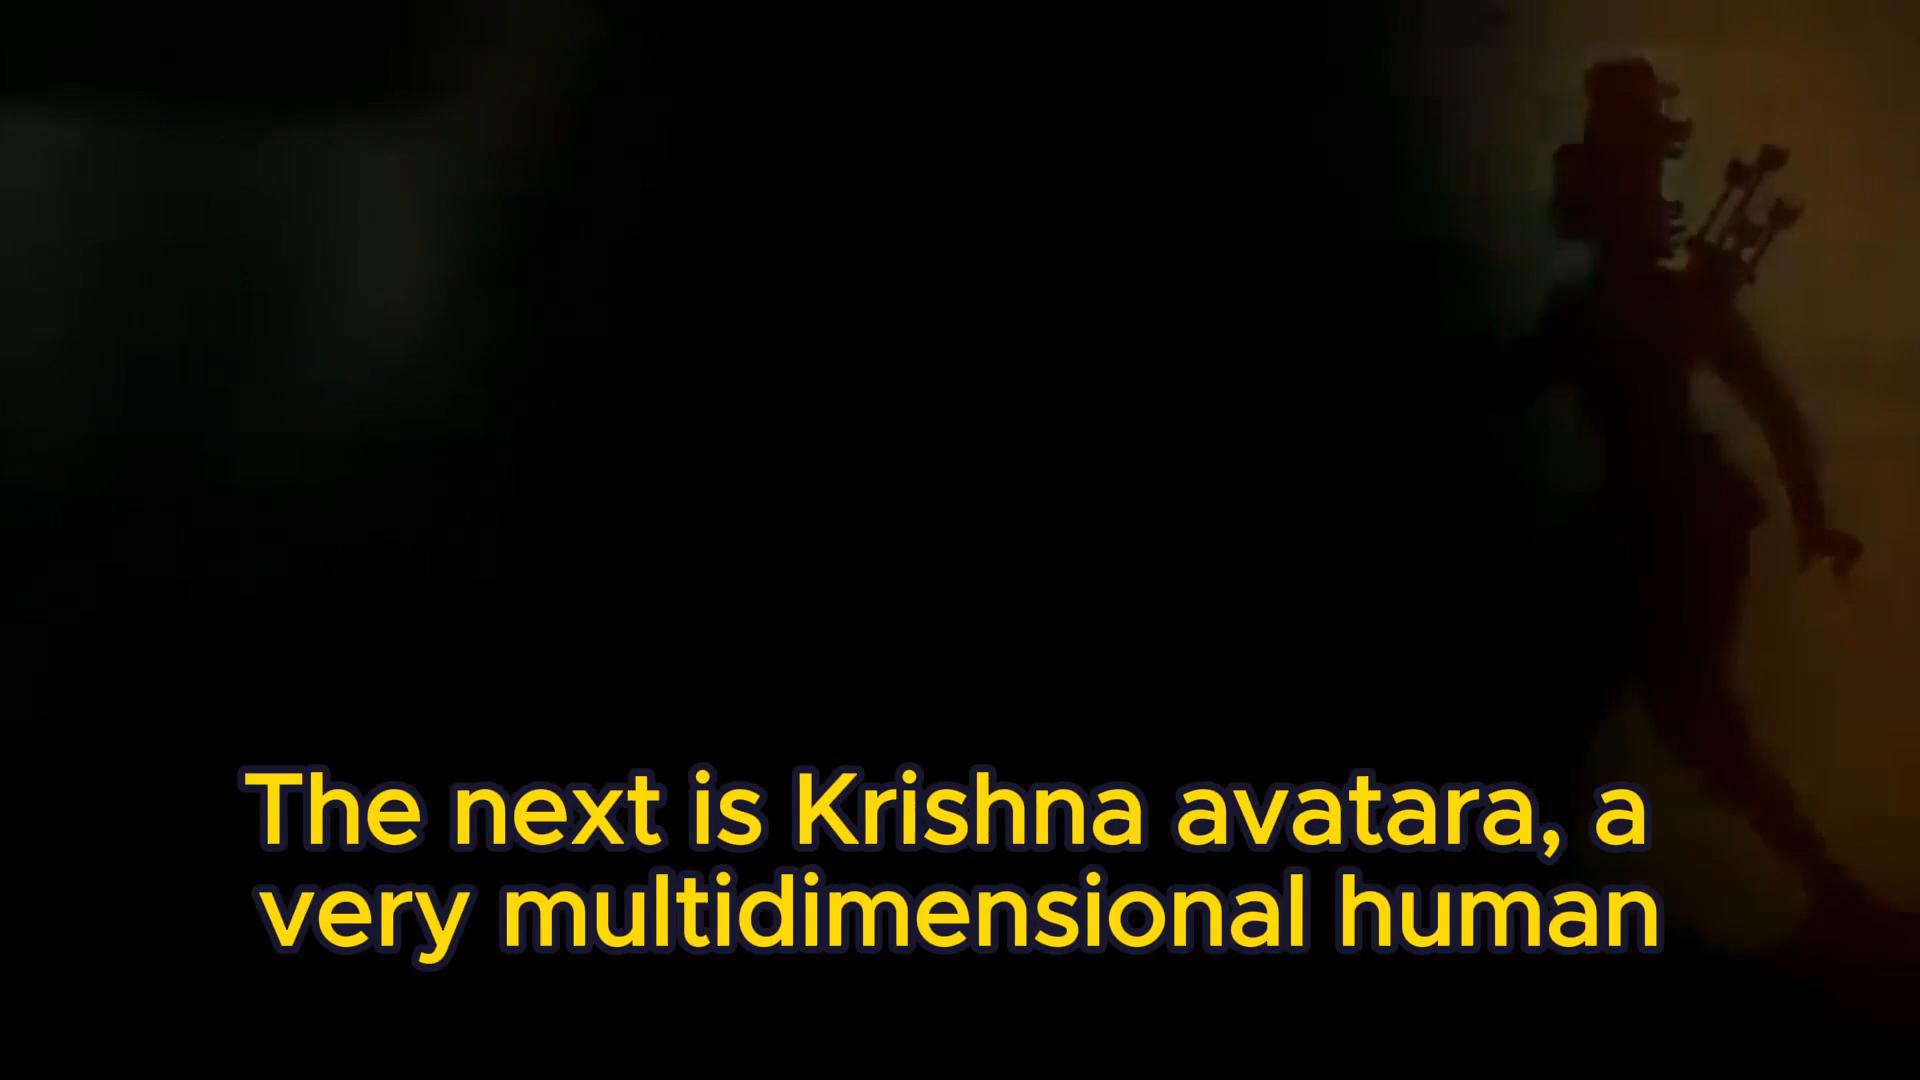 The next is Krishna avatara, a
very multidimensional human